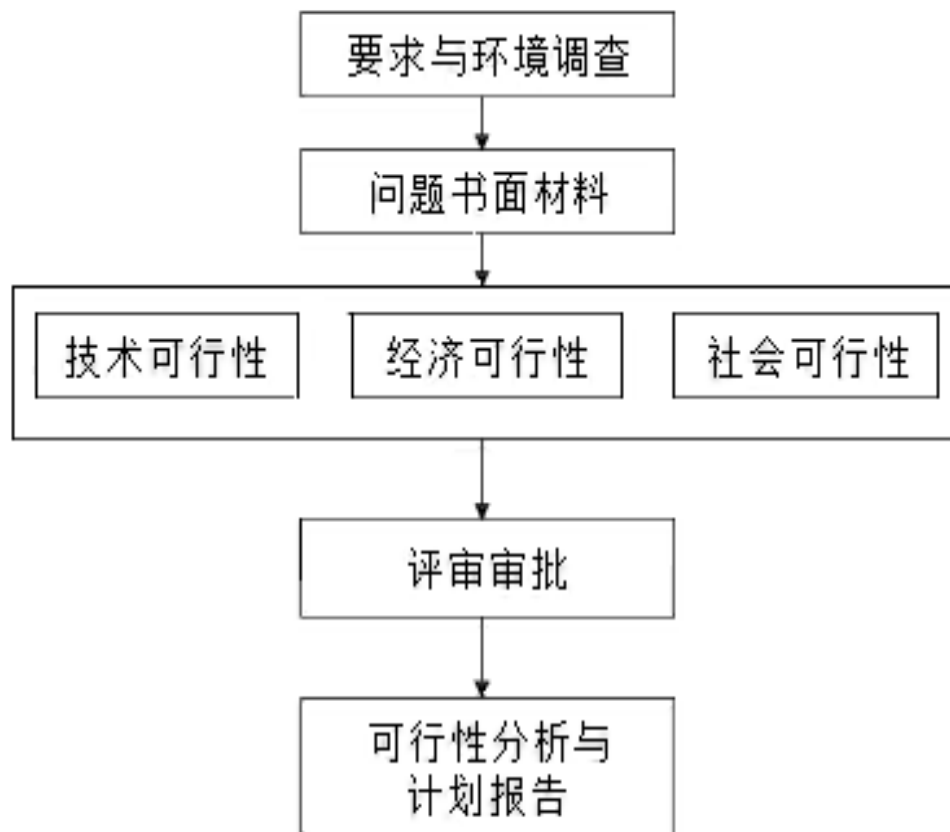 要求与环境调查
问题书面材料
技术可行性
经济可行性
社会可行性
评审审批
可行性分析与
计划报告